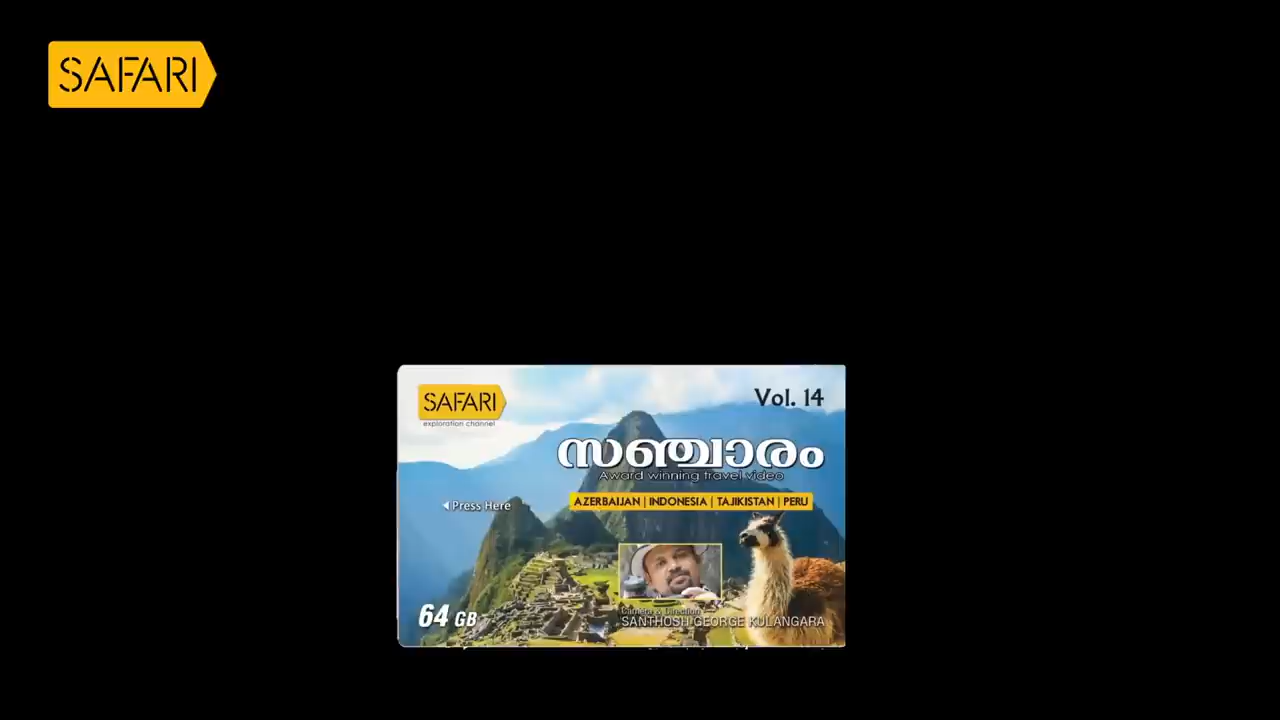 SAFARI
SAFARI
exploration channel
Vol. 14
സഞ്ചാരം
Award winning travel video
AZERBAIJAN | INDONESIA | TAJIKISTAN | PERU
Press Here
64 GB
Camera & Direction
SANTHOSH GEORGE KULANGARA